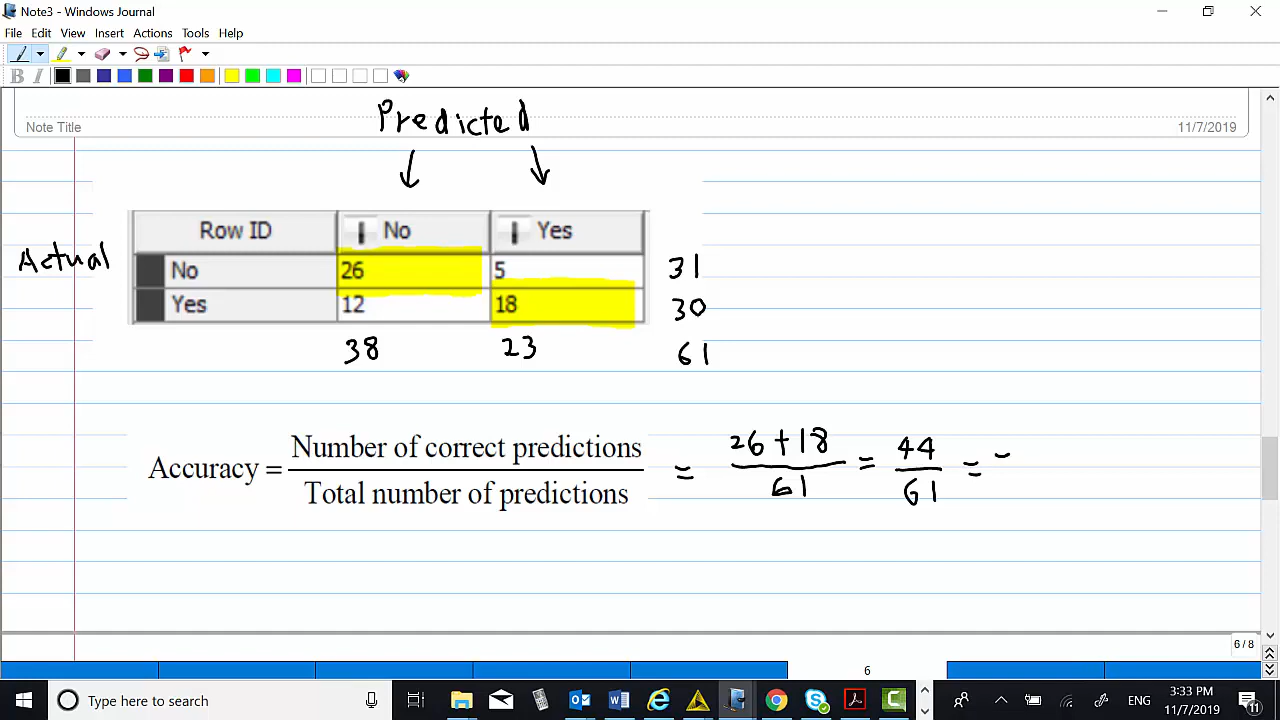 Note3 - Windows Journal
File Edit View Insert Actions Tools Help
B I
Predicted
Note Title
11/7/2019
Row ID No Yes
Actual
No 26 5 31
Yes 12 18 30
38 23 61
Accuracy = Number of correct predictions / Total number of predictions = 26 + 18 / 61 = 44 / 61 =
6 / 8
6
Type here to search
ENG
3:33 PM
11/7/2019
11